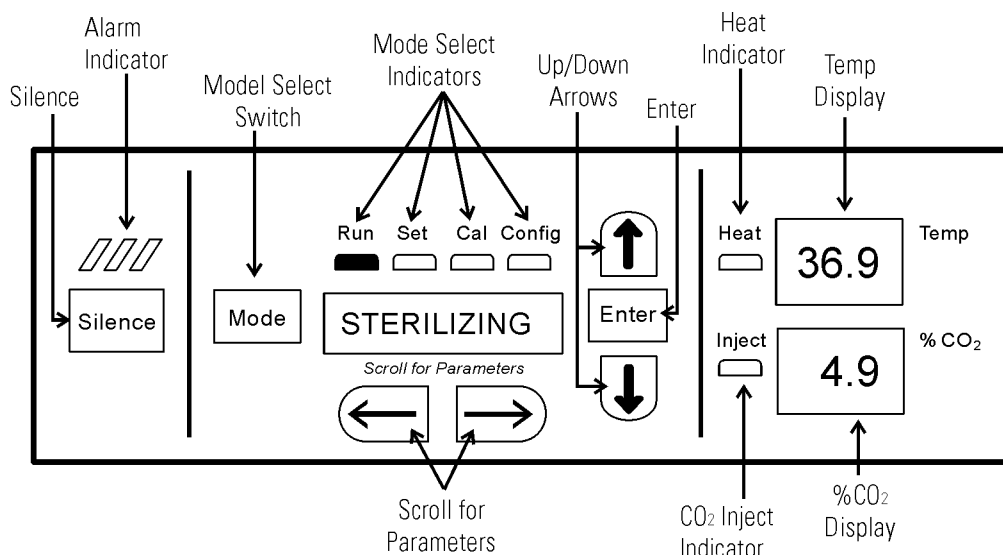 Alarm
Indicator
Silence
Model Select
Switch
Mode Select
Indicators
Up/Down
Arrows
Enter
Heat
Indicator
Temp
Display
Run Set Cal Config
Silence
Mode
STERILIZING
Scroll for Parameters
Enter
Heat
36.9
Temp
Inject
4.9
% CO₂
Scroll for
Parameters
CO₂ Inject
Indicator
%CO₂
Display